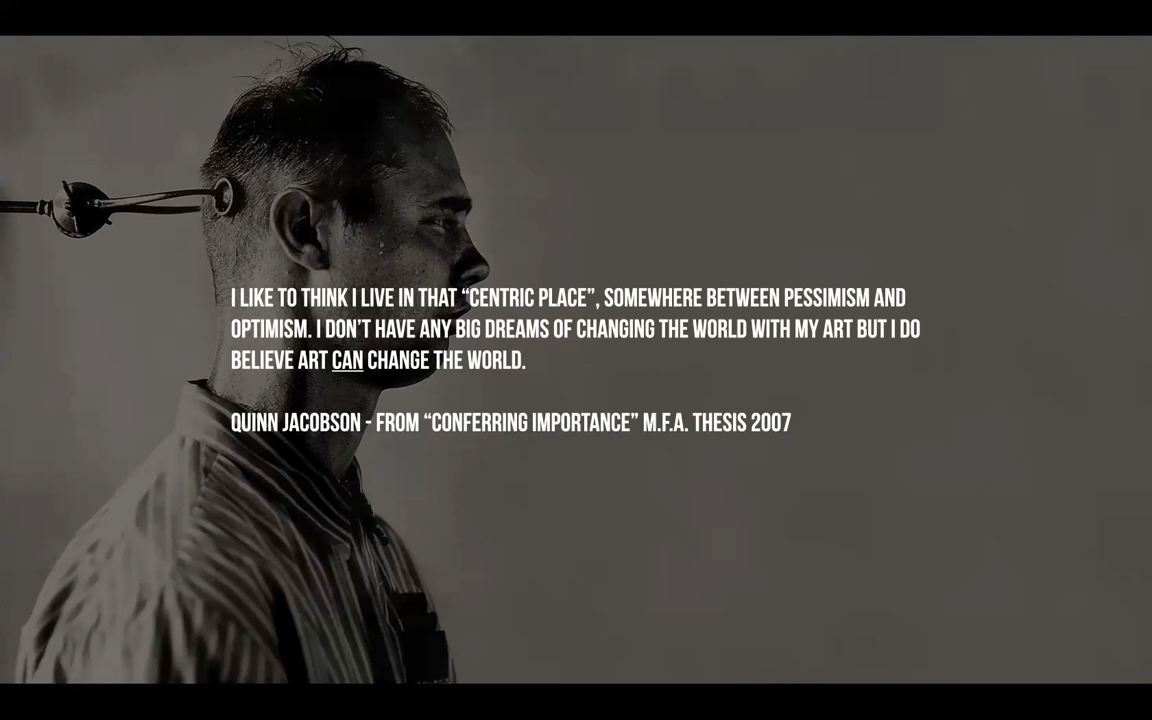 I LIKE TO THINK I LIVE IN THAT “CENTRIC PLACE”, SOMEWHERE BETWEEN PESSIMISM AND
OPTIMISM. I DON’T HAVE ANY BIG DREAMS OF CHANGING THE WORLD WITH MY ART BUT I DO
BELIEVE ART CAN CHANGE THE WORLD.
QUINN JACOBSON - FROM “CONFERRING IMPORTANCE” M.F.A. THESIS 2007